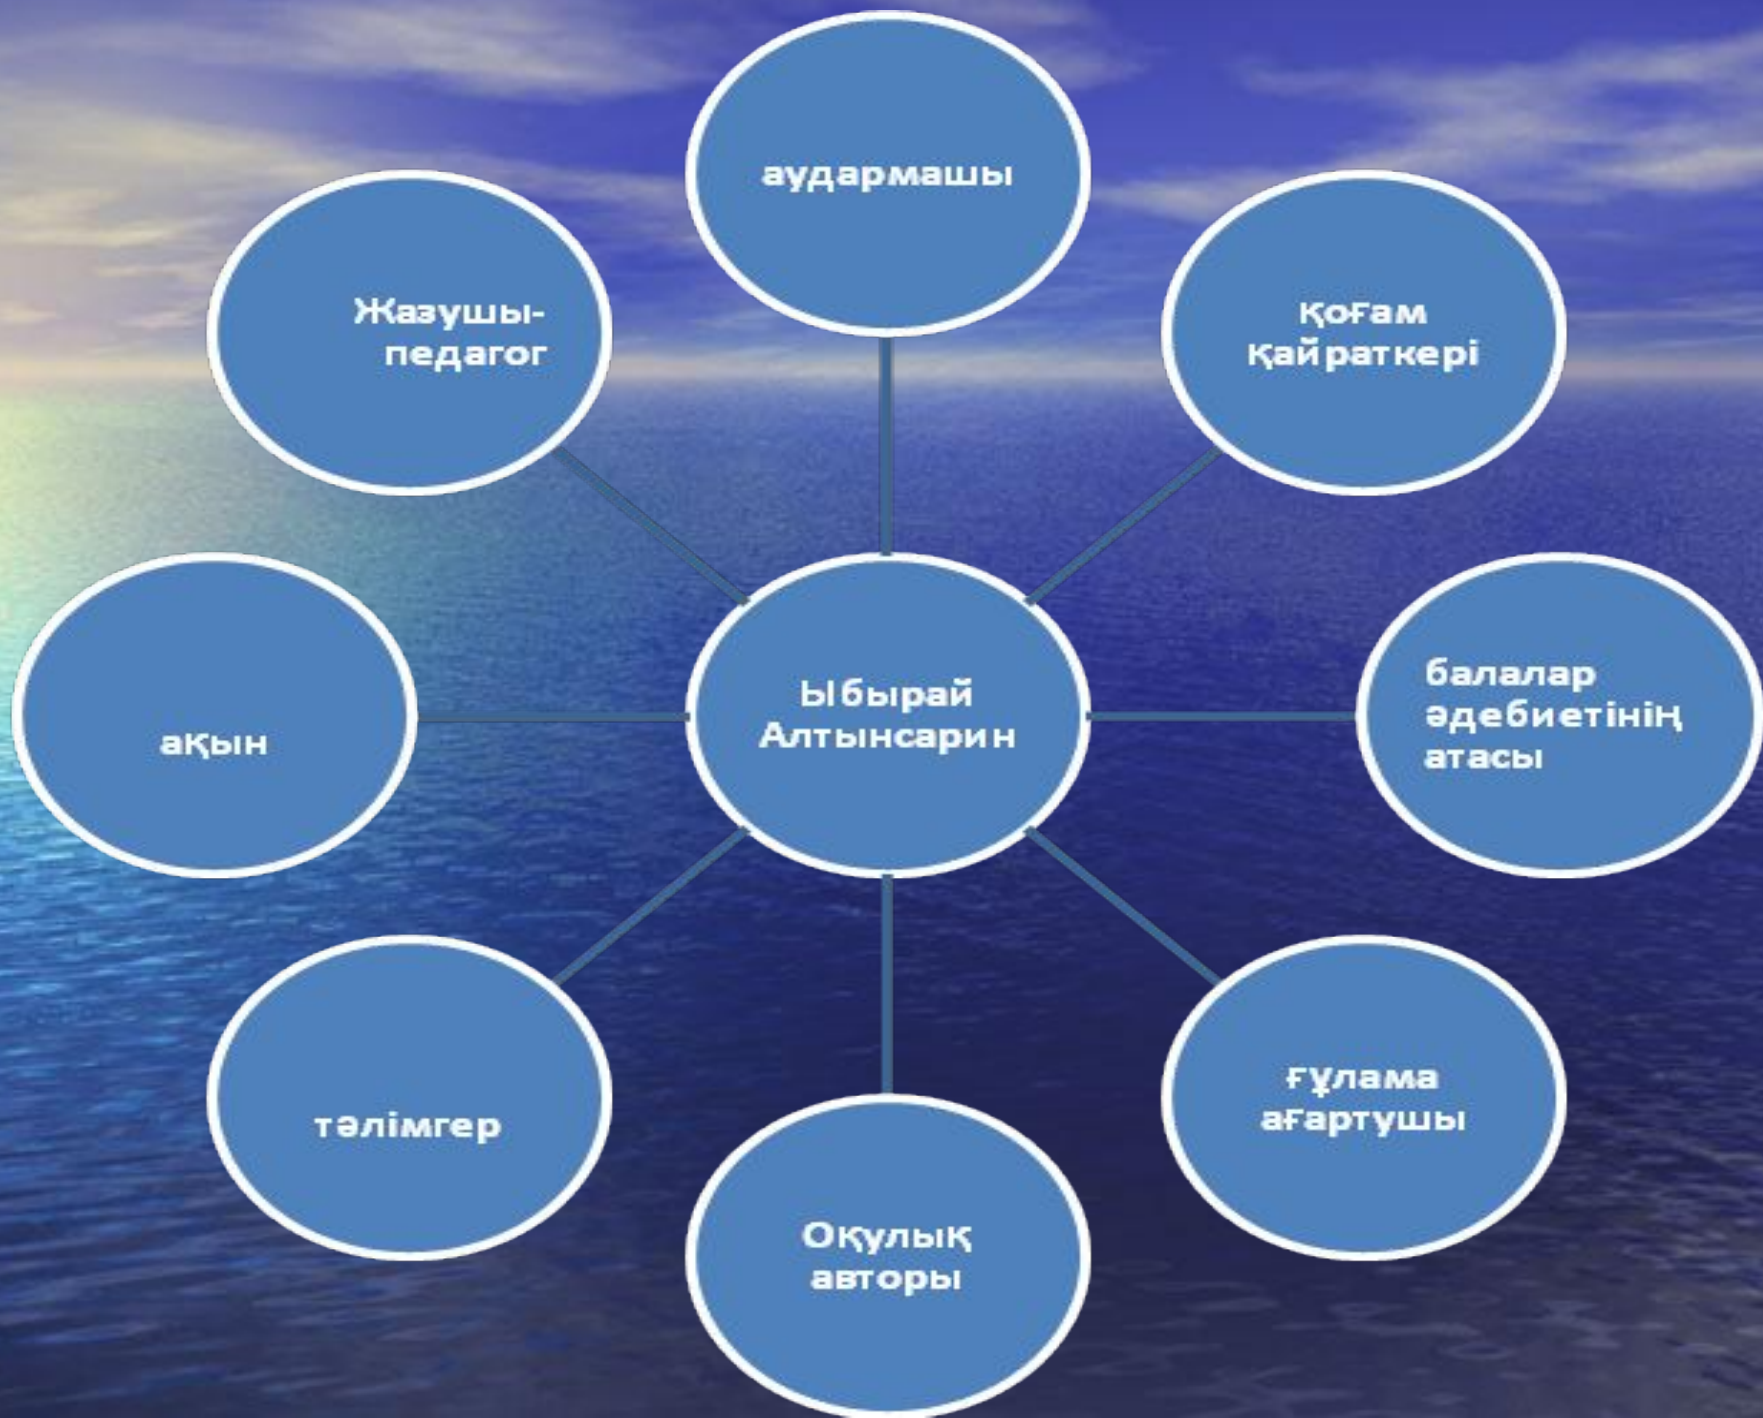 аудармашы
Жазушы-
педагог
қоғам
қайраткері
ақын
Ыбырай
Алтынсарин
балалар
әдебиетінің
атасы
тәлімгер
ғұлама
ағартушы
Оқулық
авторы